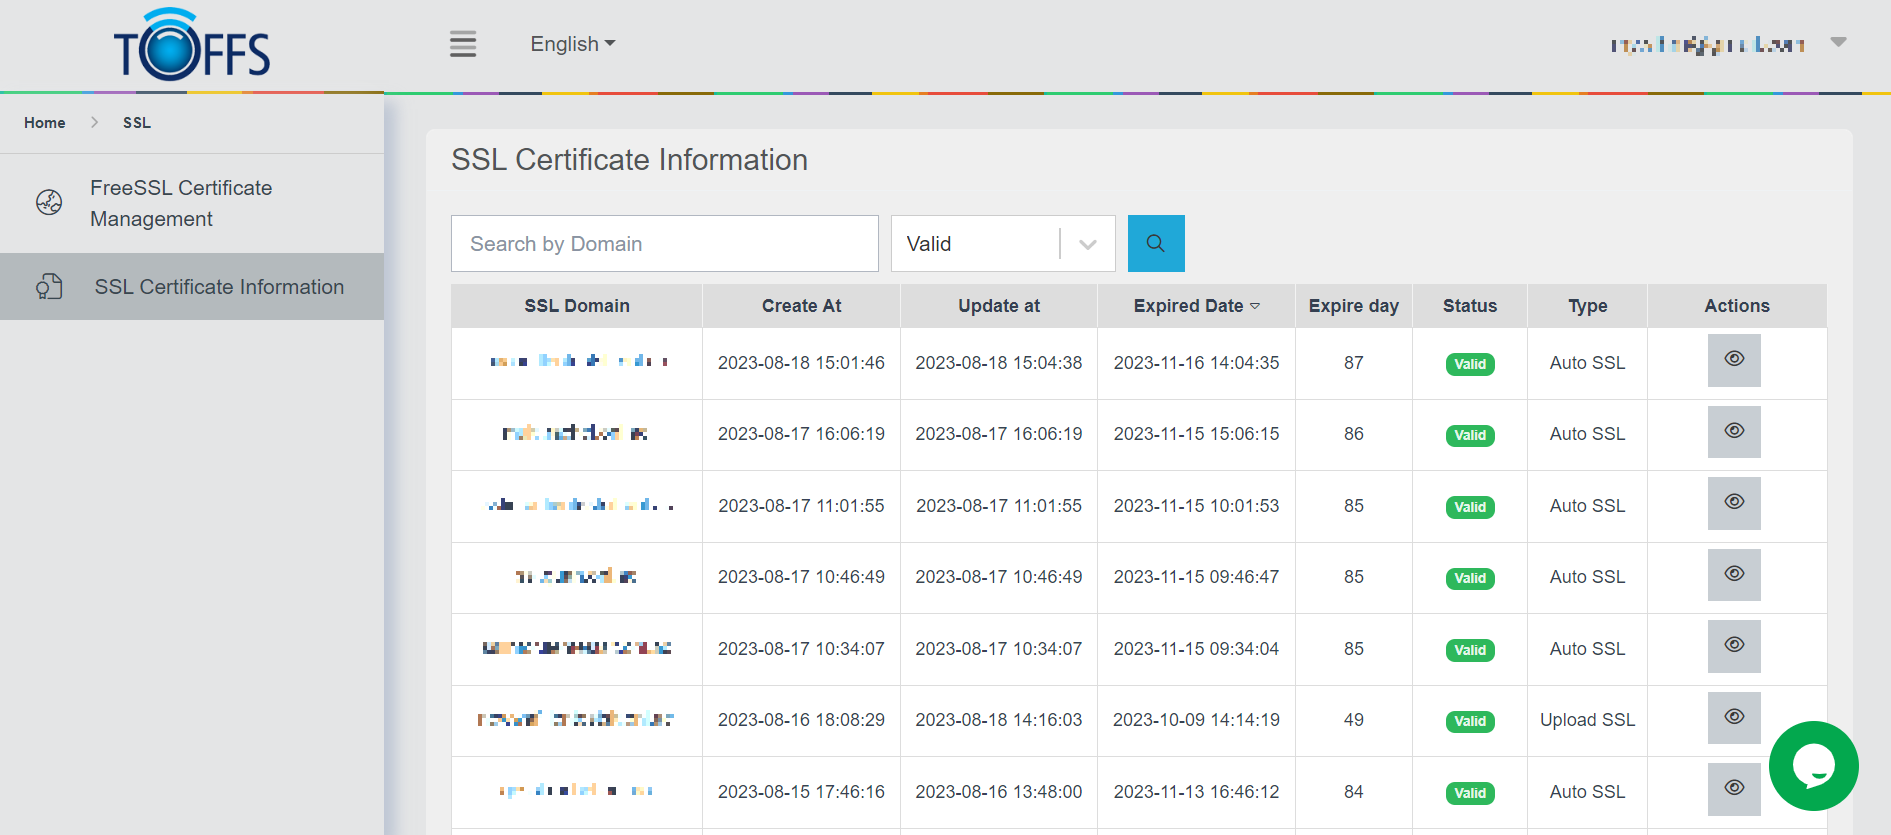 TOFFS
English
Home > SSL
FreeSSL Certificate
Management
SSL Certificate Information
SSL Certificate Information
Search by Domain
Valid
SSL Domain Create At Update at Expired Date Expire day Status Type Actions
2023-08-18 15:01:46 2023-08-18 15:04:38 2023-11-16 14:04:35 87 Valid Auto SSL
2023-08-17 16:06:19 2023-08-17 16:06:19 2023-11-15 15:06:15 86 Valid Auto SSL
2023-08-17 11:01:55 2023-08-17 11:01:55 2023-11-15 10:01:53 85 Valid Auto SSL
2023-08-17 10:46:49 2023-08-17 10:46:49 2023-11-15 09:46:47 85 Valid Auto SSL
2023-08-17 10:34:07 2023-08-17 10:34:07 2023-11-15 09:34:04 85 Valid Auto SSL
2023-08-16 18:08:29 2023-08-18 14:16:03 2023-10-09 14:14:19 49 Valid Upload SSL
2023-08-15 17:46:16 2023-08-16 13:48:00 2023-11-13 16:46:12 84 Valid Auto SSL